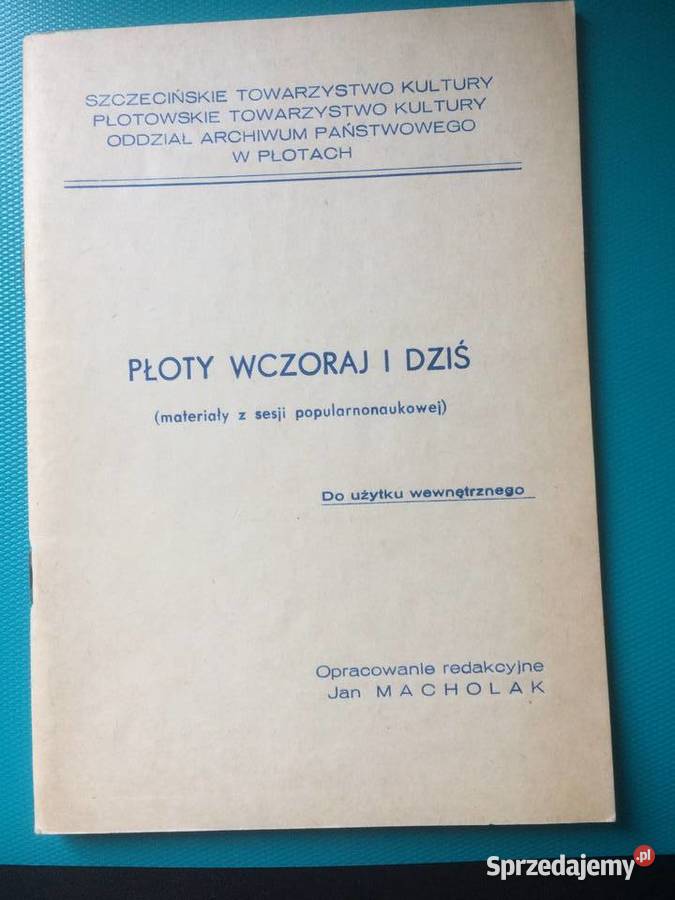 SZCZECIŃSKIE TOWARZYSTWO KULTURY
PŁOTOWSKIE TOWARZYSTWO KULTURY
ODDZIAŁ ARCHIWUM PAŃSTWOWEGO
W PŁOTACH
PŁOTY WCZORAJ I DZIŚ
(materiały z sesji popularnonaukowej)
Do użytku wewnętrznego
Opracowanie redakcyjne
Jan MACHOLAK
Sprzedajemy.pl